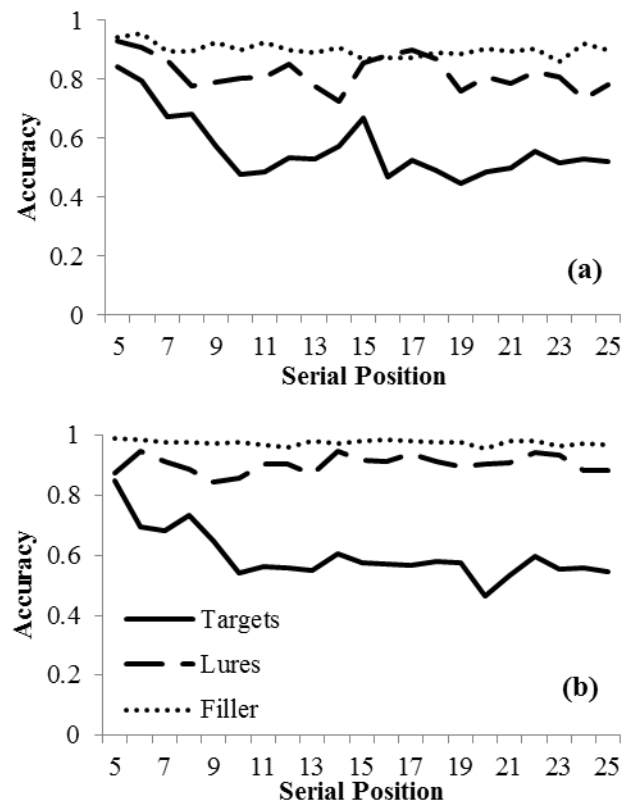 1
0.8
0.6
0.4
0.2
0
Accuracy
(a)
5 7 9 11 13 15 17 19 21 23 25
Serial Position
1
0.8
0.6
0.4
0.2
0
Accuracy
Targets
Lures
Filler
(b)
5 7 9 11 13 15 17 19 21 23 25
Serial Position